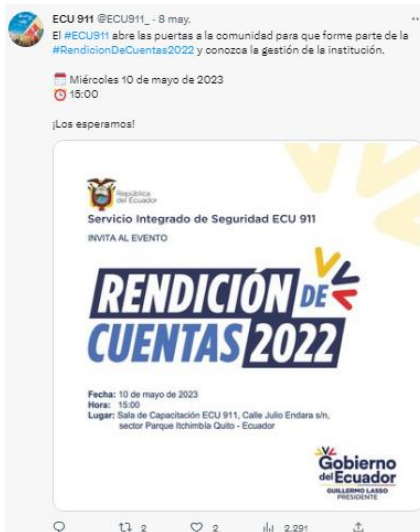 ECU 911 @ECU911_ · 8 may.
El #ECU911 abre las puertas a la comunidad para que forme parte de la
#RendicionDeCuentas2022 y conozca la gestión de la institución.
Miércoles 10 de mayo de 2023
15:00
¡Los esperamos!
República
del Ecuador
Servicio Integrado de Seguridad ECU 911
INVITA AL EVENTO
RENDICIÓN DE
CUENTAS 2022
Fecha: 10 de mayo de 2023
Hora: 15:00
Lugar: Sala de Capacitación ECU 911, Calle Julio Endara s/n,
sector Parque Itchimbía Quito - Ecuador
Gobierno
del Ecuador
GUILLERMO LASSO
PRESIDENTE
2 2 2.291